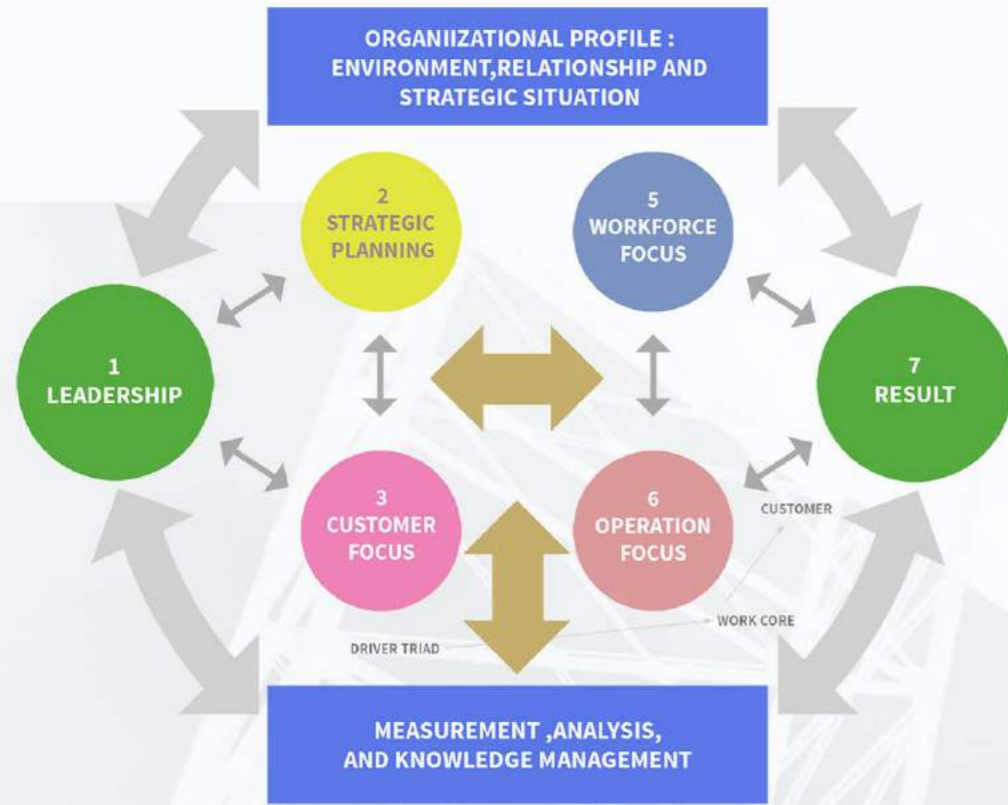 ORGANIIZATIONAL PROFILE :
ENVIRONMENT,RELATIONSHIP AND
STRATEGIC SITUATION
2
STRATEGIC
PLANNING
5
WORKFORCE
FOCUS
1
LEADERSHIP
7
RESULT
3
CUSTOMER
FOCUS
6
OPERATION
FOCUS
CUSTOMER
WORK CORE
DRIVER TRIAD
MEASUREMENT ,ANALYSIS,
AND KNOWLEDGE MANAGEMENT